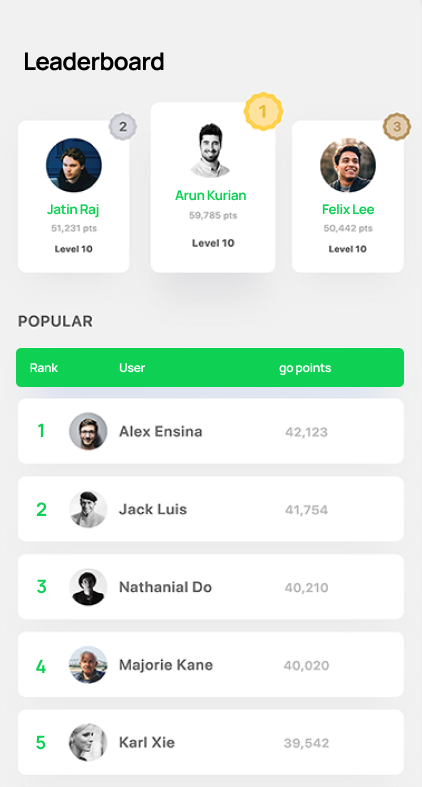 Leaderboard
2
Jatin Raj
51,231 pts
Level 10
1
Arun Kurian
59,785 pts
Level 10
3
Felix Lee
50,442 pts
Level 10
POPULAR
Rank User go points
1 Alex Ensina 42,123
2 Jack Luis 41,754
3 Nathanial Do 40,210
4 Majorie Kane 40,020
5 Karl Xie 39,542